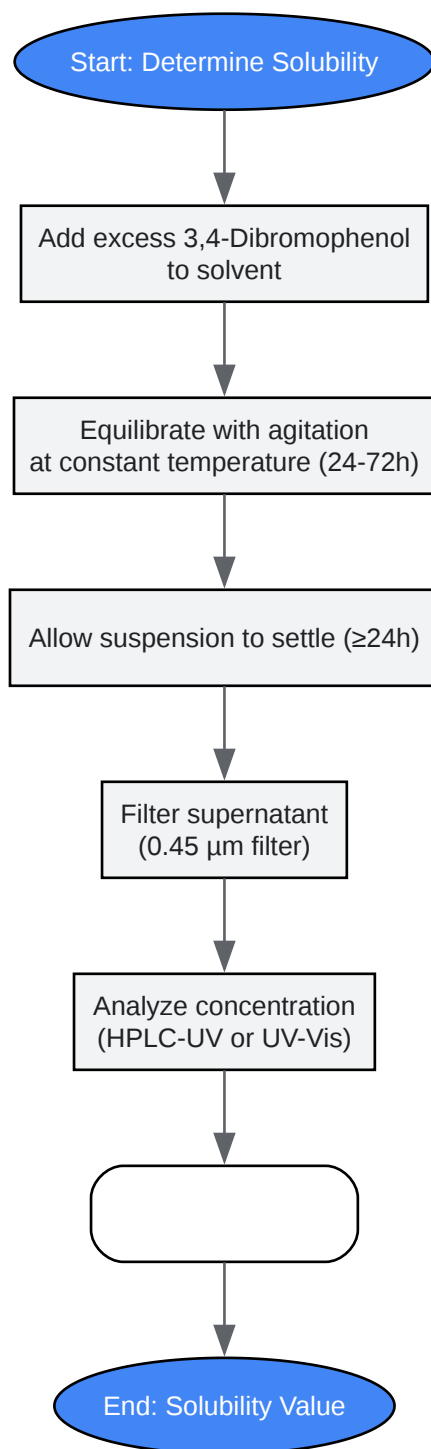 Start: Determine Solubility
Add excess 3,4-Dibromophenol
to solvent
Equilibrate with agitation
at constant temperature (24-72h)
Allow suspension to settle (≥24h)
Filter supernatant
(0.45 µm filter)
Analyze concentration
(HPLC-UV or UV-Vis)
End: Solubility Value